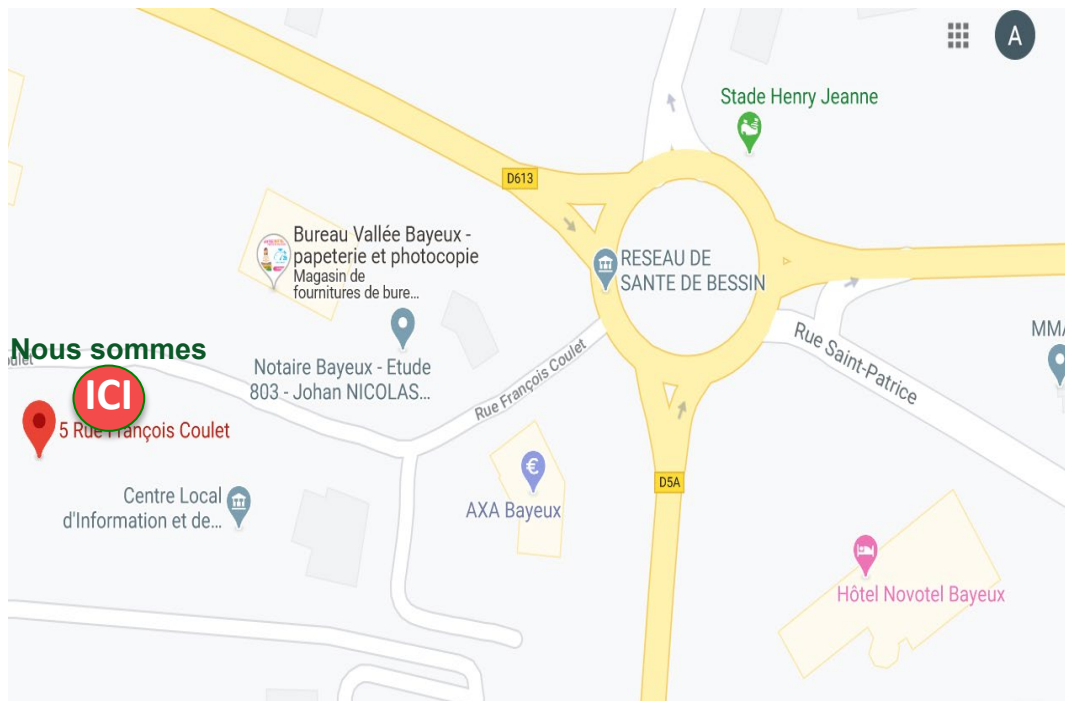 A
Stade Henry Jeanne
D613
Bureau Vallée Bayeux -
papeterie et photocopie
Magasin de
fournitures de bure...
RESEAU DE
SANTE DE BESSIN
Notaire Bayeux - Etude
803 - Johan NICOLAS...
Rue François Coulet
Rue Saint-Patrice
MMA
Nous sommes
ICI
5 Rue François Coulet
Centre Local
d'Information et de...
€
AXA Bayeux
D5A
Hôtel Novotel Bayeux